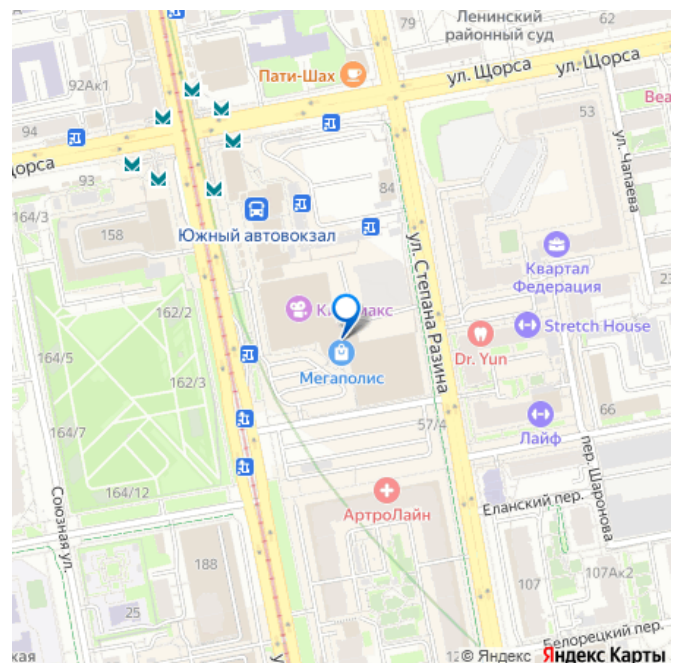 79
Ленинский
районный суд
62
92Ак1
Пати-Шах
ул. Щорса
ул. Щорса
Веа
53
94
орса
93
ул. Чапаева
84
164/3
158
Южный автовокзал
ул. Степана Разина
Квартал
Федерация
162/2
Stretch House
Dr. Yun
164/5
Мегаполис
162/3
66
57/4
Лайф
164/7
пер. Шаронова
164/12
АртроЛайн
Еланский пер.
Союзная ул.
188
107
107Ак2
25
Белорецкий пер.
кая
© Яндекс Яндекс Карты